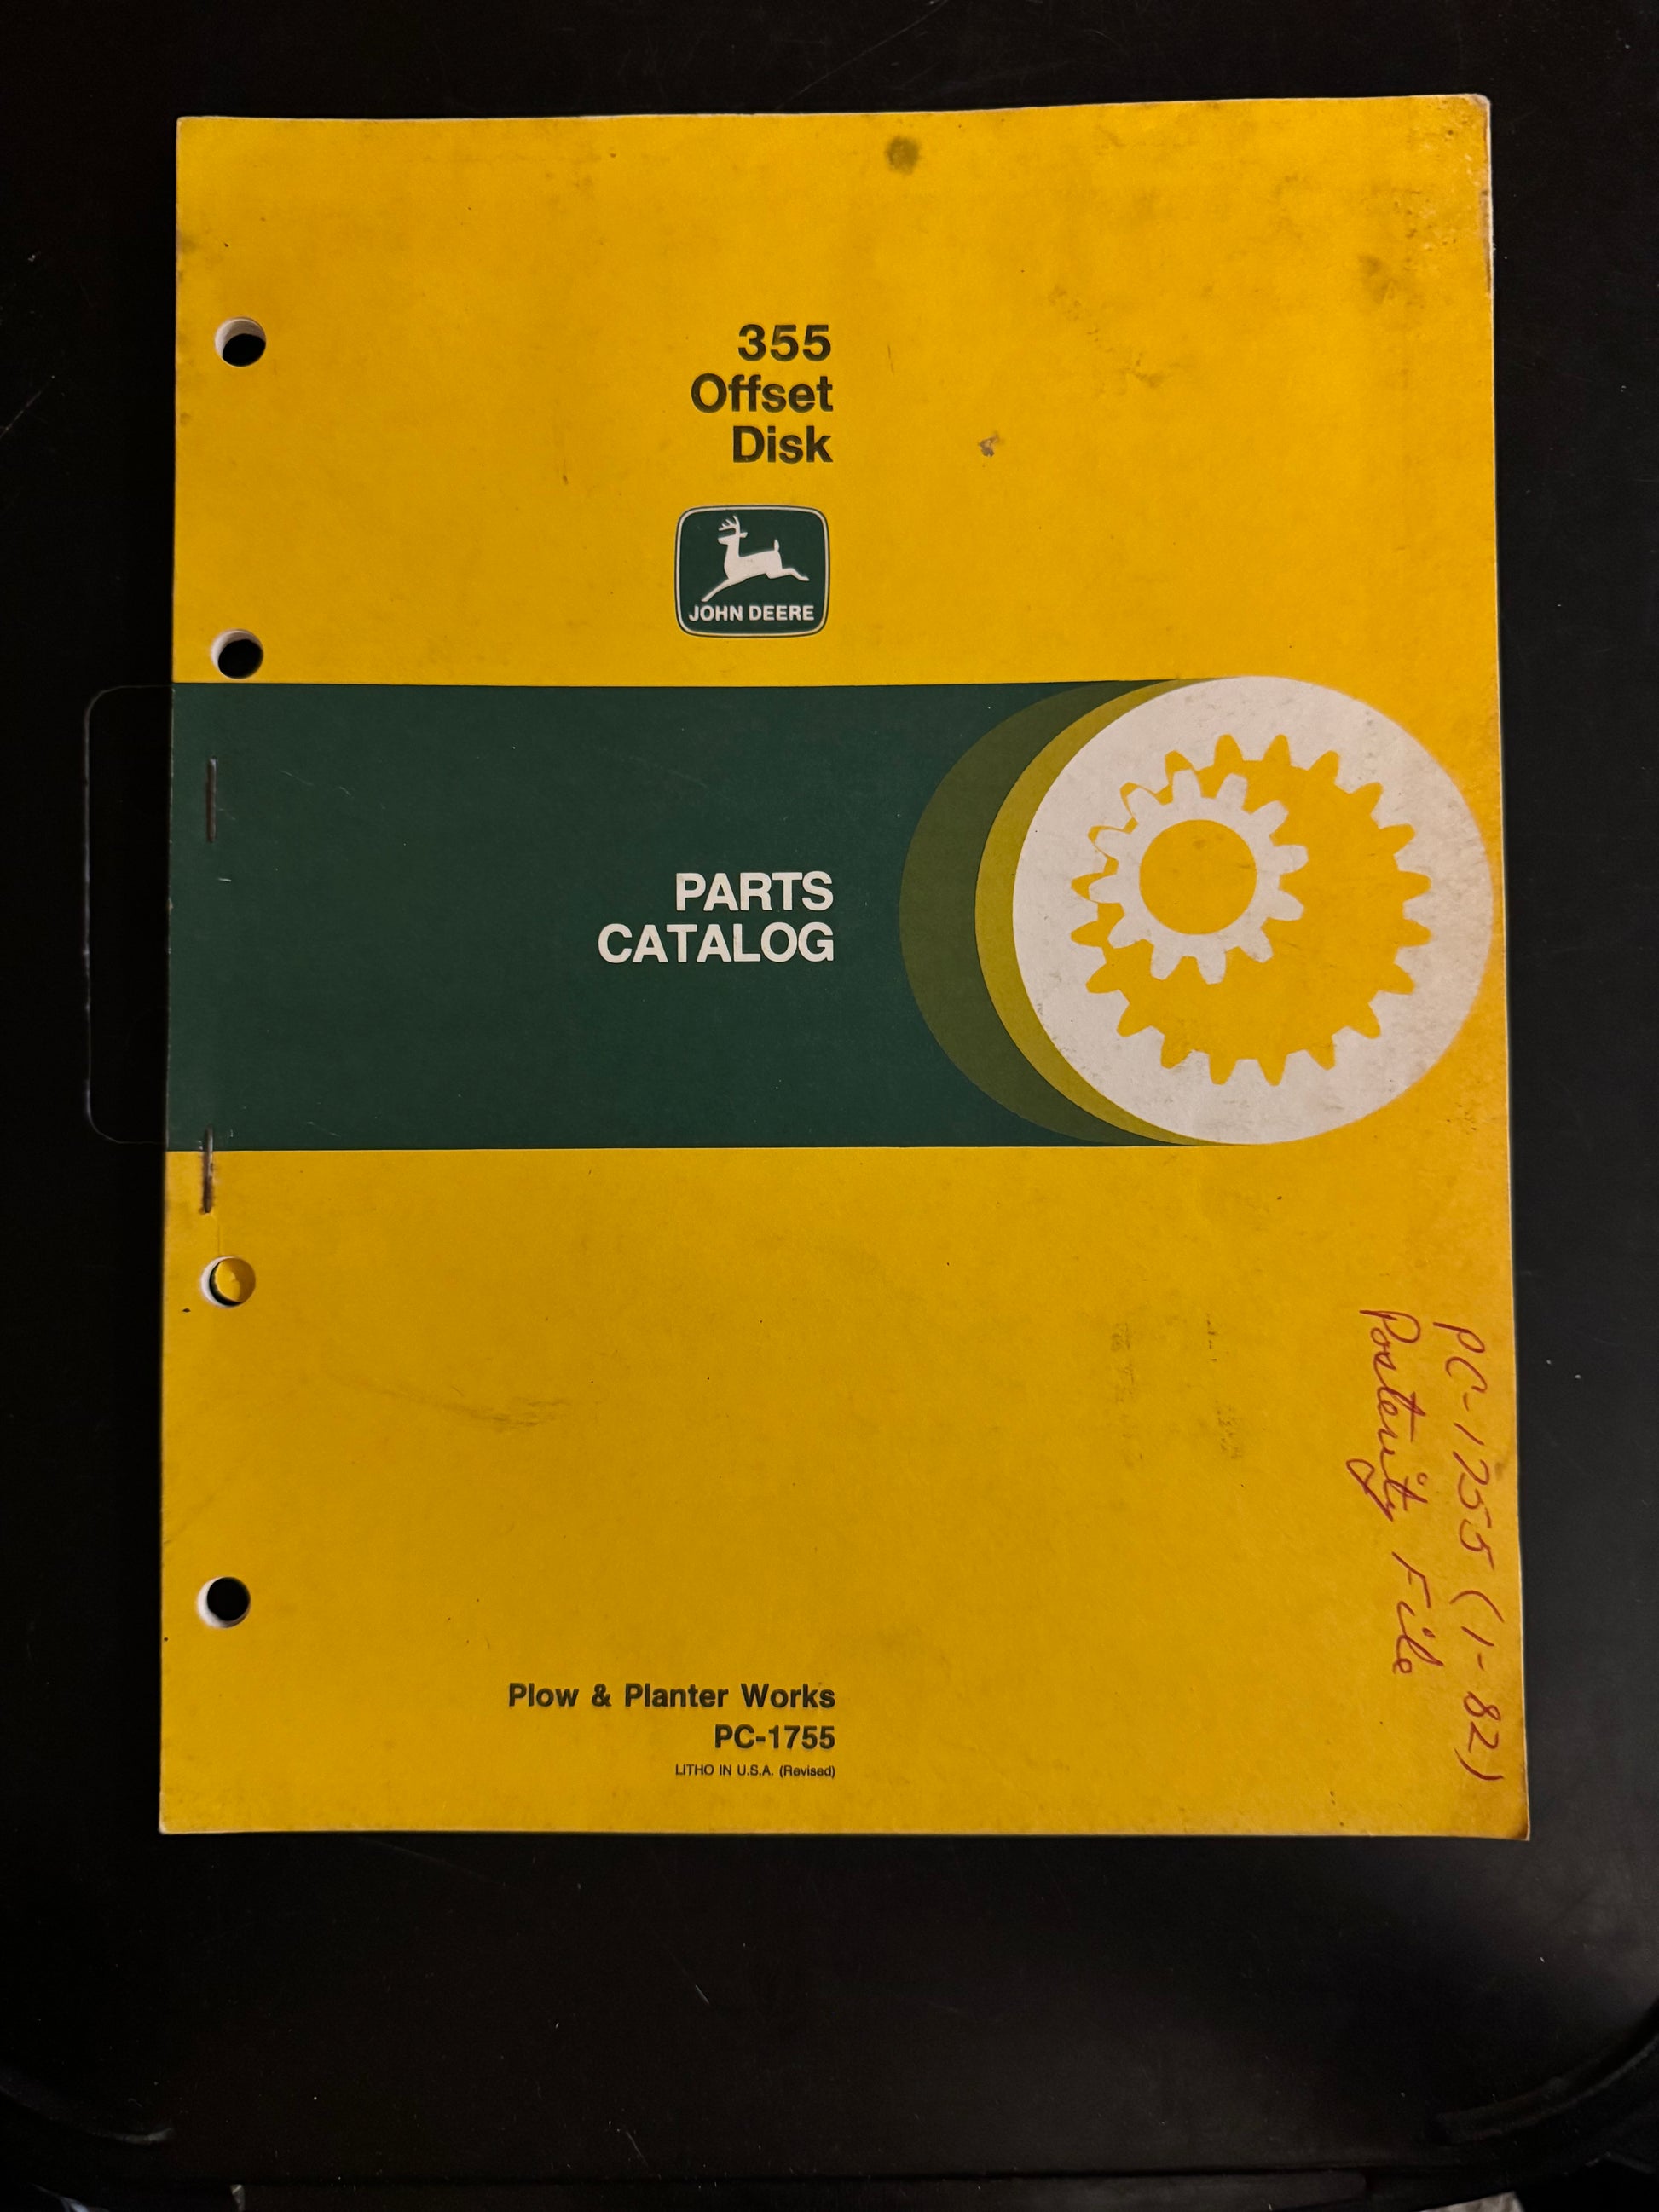 355
Offset
Disk
JOHN DEERE
PARTS
CATALOG
PC-1755 (1-82)
Posterity File
Plow & Planter Works
PC-1755
LITHO IN U.S.A. (Revised)